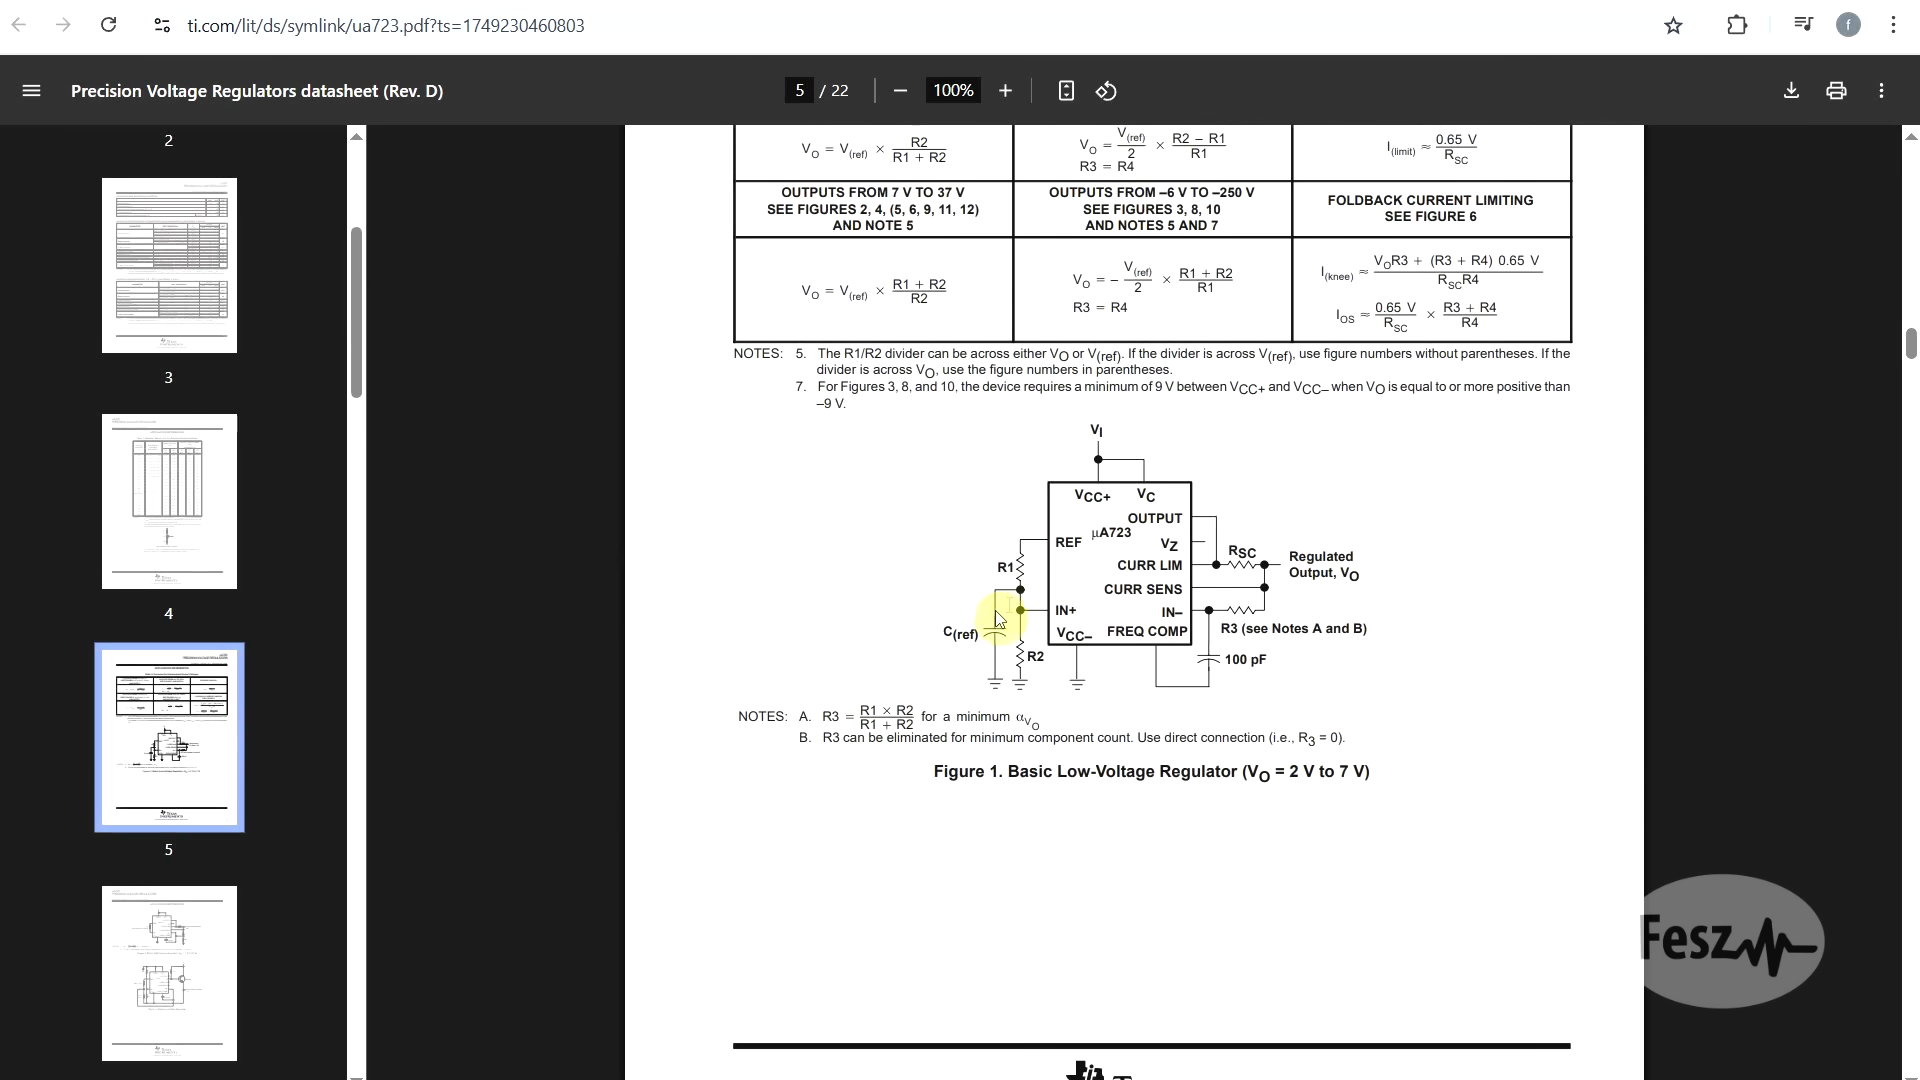 ti.com/lit/ds/symlink/ua723.pdf?ts=1749230460803
f
Precision Voltage Regulators datasheet (Rev. D)
5 / 22
100%
2
3
4
5
VO = V(ref) × R2 / R1 + R2
VO = V(ref) / 2 × R2 − R1 / R1
R3 = R4
I(limit) ≈ 0.65 V / RSC
OUTPUTS FROM 7 V TO 37 V
SEE FIGURES 2, 4, (5, 6, 9, 11, 12)
AND NOTE 5
OUTPUTS FROM –6 V TO –250 V
SEE FIGURES 3, 8, 10
AND NOTES 5 AND 7
FOLDBACK CURRENT LIMITING
SEE FIGURE 6
VO = V(ref) × R1 + R2 / R2
VO = − V(ref) / 2 × R1 + R2 / R1
R3 = R4
I(knee) ≈ VOR3 + (R3 + R4) 0.65 V / RSCR4
IOS ≈ 0.65 V / RSC × R3 + R4 / R4
NOTES: 5. The R1/R2 divider can be across either VO or V(ref). If the divider is across V(ref), use figure numbers without parentheses. If the
divider is across VO, use the figure numbers in parentheses.
7. For Figures 3, 8, and 10, the device requires a minimum of 9 V between VCC+ and VCC– when VO is equal to or more positive than
–9 V.
VI
VCC+ VC
OUTPUT
µA723
REF
VZ
RSC
Regulated
Output, VO
R1
CURR LIM
CURR SENS
IN+
IN–
C(ref)
VCC–
FREQ COMP
R3 (see Notes A and B)
R2
100 pF
NOTES: A. R3 = R1 × R2 / R1 + R2 for a minimum αVO
B. R3 can be eliminated for minimum component count. Use direct connection (i.e., R3 = 0).
Figure 1. Basic Low-Voltage Regulator (VO = 2 V to 7 V)
Fesz